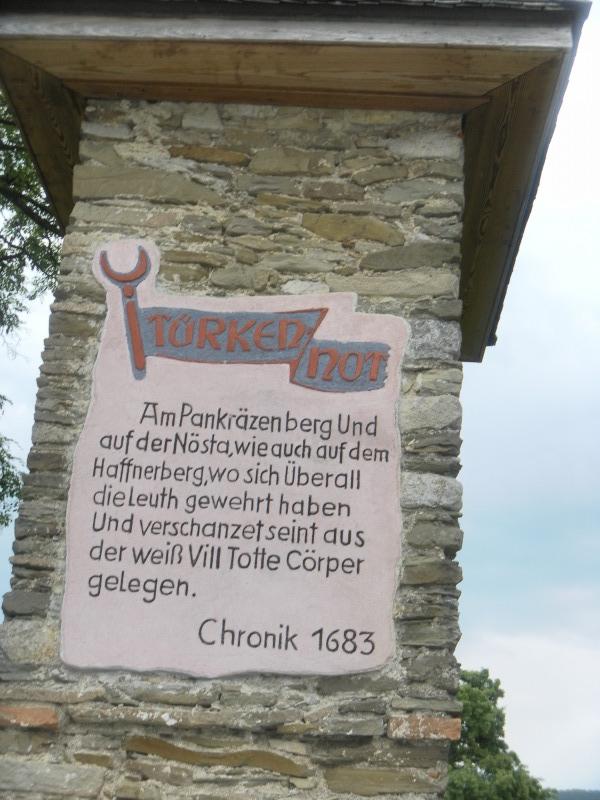 TÜRKEN-
NOT
Am Pankräzenberg Und
auf der Nösta, wie auch auf dem
Haffnerberg, wo sich Überall
die Leuth gewehrt haben
Und verschanzet seint aus
der weiß Vill Totte Cörper
gelegen.
Chronik 1683